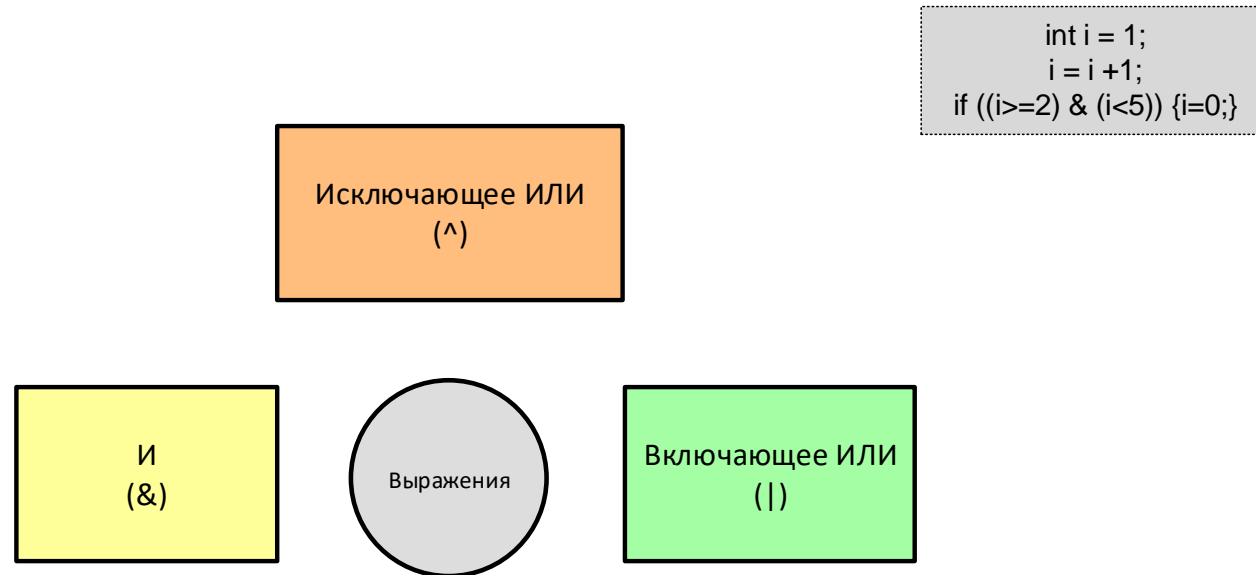 int i = 1;
i = i +1;
if ((i>=2) & (i<5)) {i=0;}
Исключающее ИЛИ
(^)
И
(&)
Выражения
Включающее ИЛИ
(|)